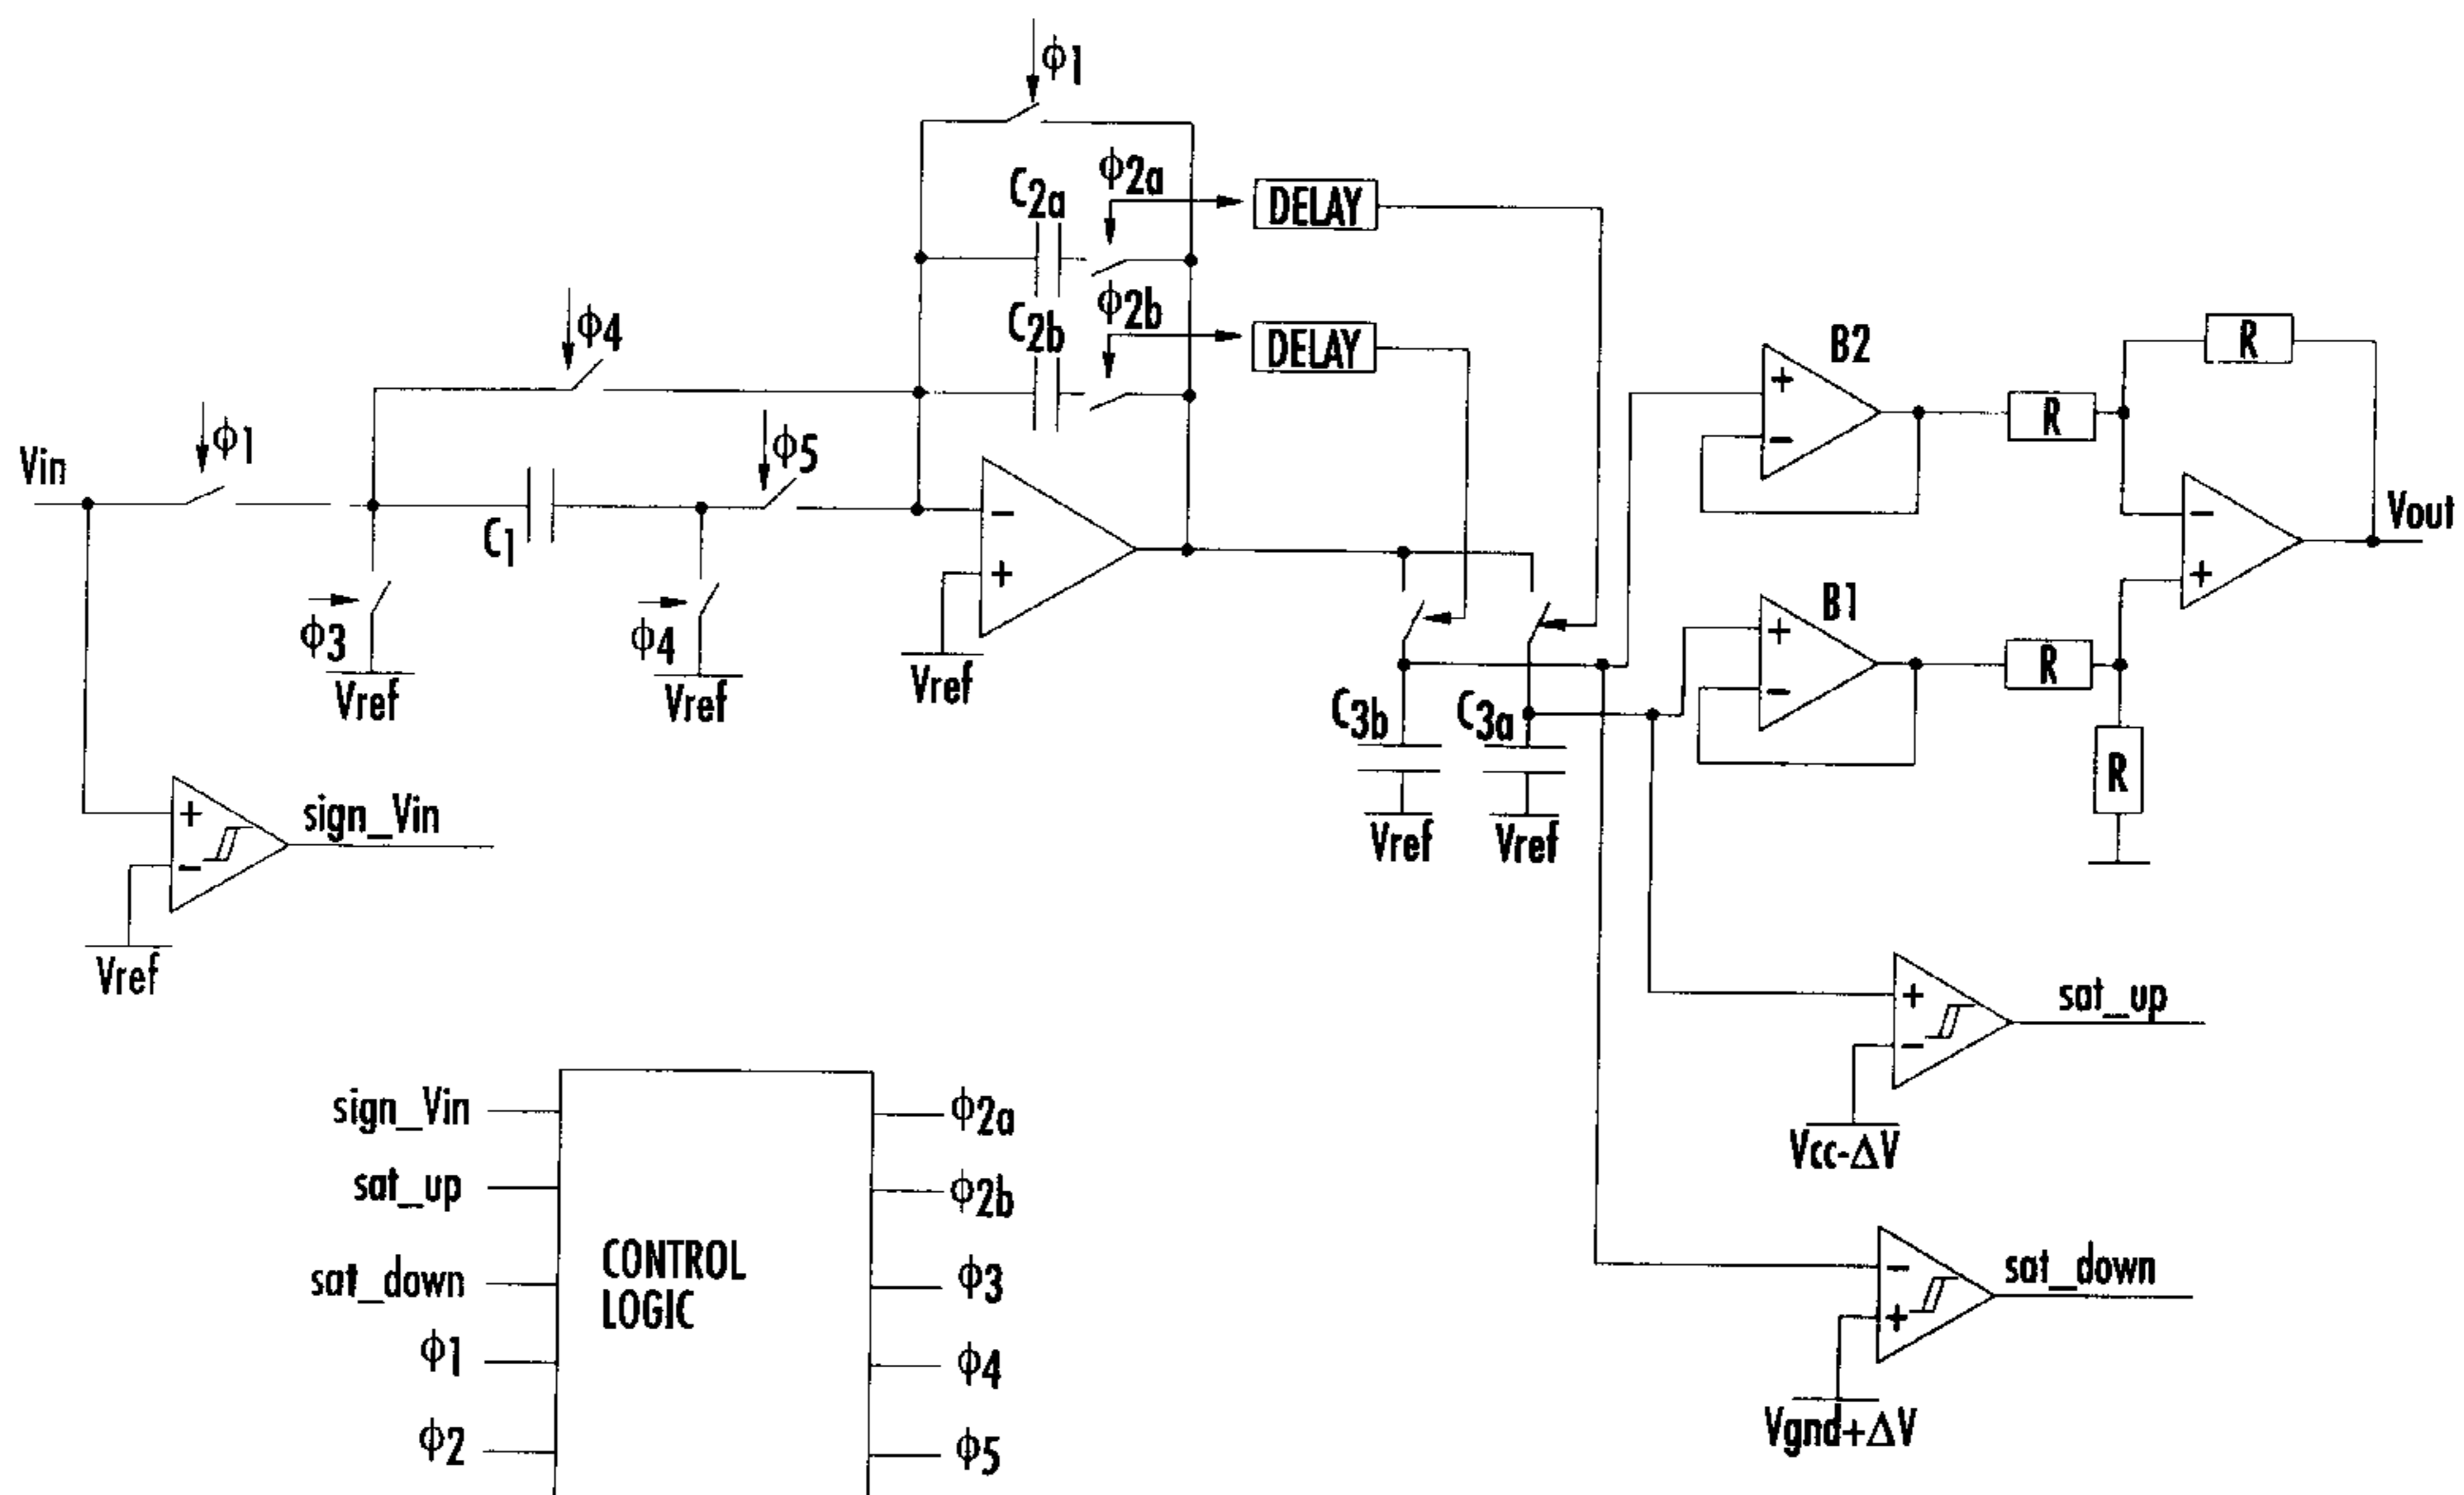 ϕ1
C2a
ϕ2a
DELAY
C2b
ϕ2b
DELAY
ϕ4
Vin
ϕ1
C1
ϕ5
ϕ3
Vref
ϕ4
Vref
-
+
Vref
C3b
C3a
Vref
Vref
B2
+
-
R
R
B1
+
-
R
R
-
+
Vout
+
-
sign_Vin
Vref
+
-
sat_up
Vcc-ΔV
-
+
sat_down
Vgnd+ΔV
sign_Vin
sat_up
sat_down
ϕ1
ϕ2
CONTROL
LOGIC
ϕ2a
ϕ2b
ϕ3
ϕ4
ϕ5